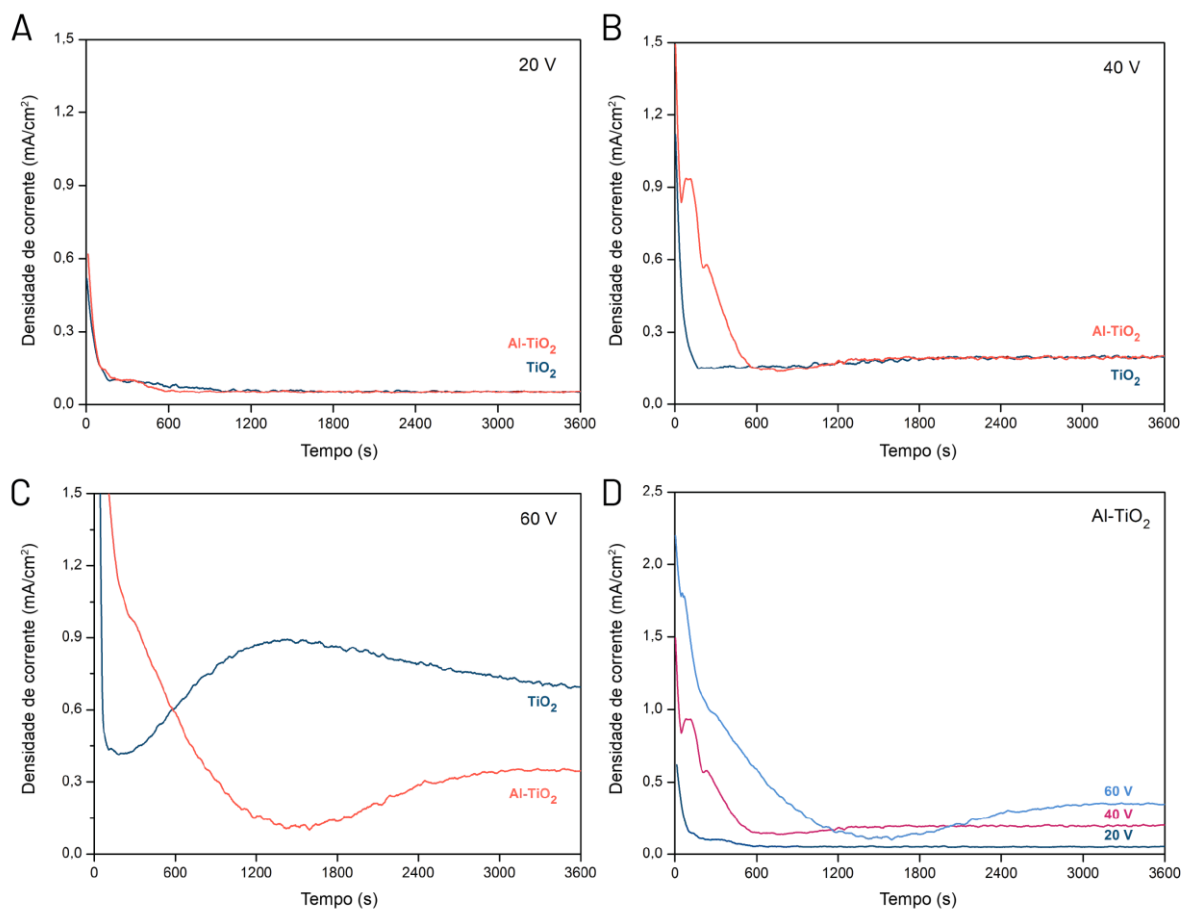 A
Densidade de corrente (mA/cm²)
1,5
1,2
0,9
0,6
0,3
0,0
20 V
Al-TiO₂
TiO₂
0 600 1200 1800 2400 3000 3600
Tempo (s)
B
Densidade de corrente (mA/cm²)
1,5
1,2
0,9
0,6
0,3
0,0
40 V
Al-TiO₂
TiO₂
0 600 1200 1800 2400 3000 3600
Tempo (s)
C
Densidade de corrente (mA/cm²)
1,5
1,2
0,9
0,6
0,3
0,0
60 V
TiO₂
Al-TiO₂
0 600 1200 1800 2400 3000 3600
Tempo (s)
D
Densidade de corrente (mA/cm²)
2,5
2,0
1,5
1,0
0,5
0,0
Al-TiO₂
60 V
40 V
20 V
0 600 1200 1800 2400 3000 3600
Tempo (s)